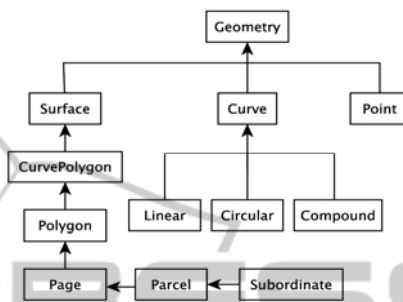 Geometry
Surface Curve Point
CurvePolygon
Linear Circular Compound
Polygon
Page Parcel Subordinate